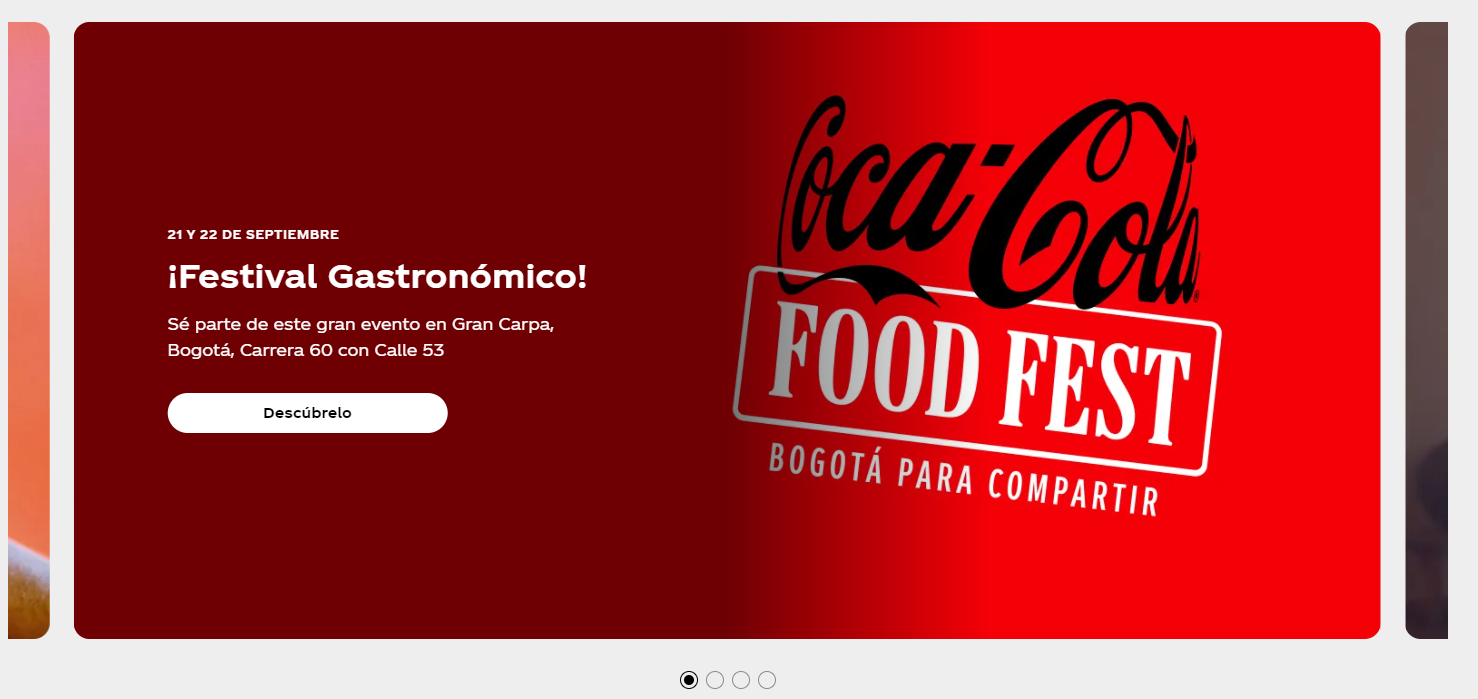 21 Y 22 DE SEPTIEMBRE
¡Festival Gastronómico!
Sé parte de este gran evento en Gran Carpa,
Bogotá, Carrera 60 con Calle 53
Descúbrelo
Coca-Cola
FOOD FEST
BOGOTÁ PARA COMPARTIR